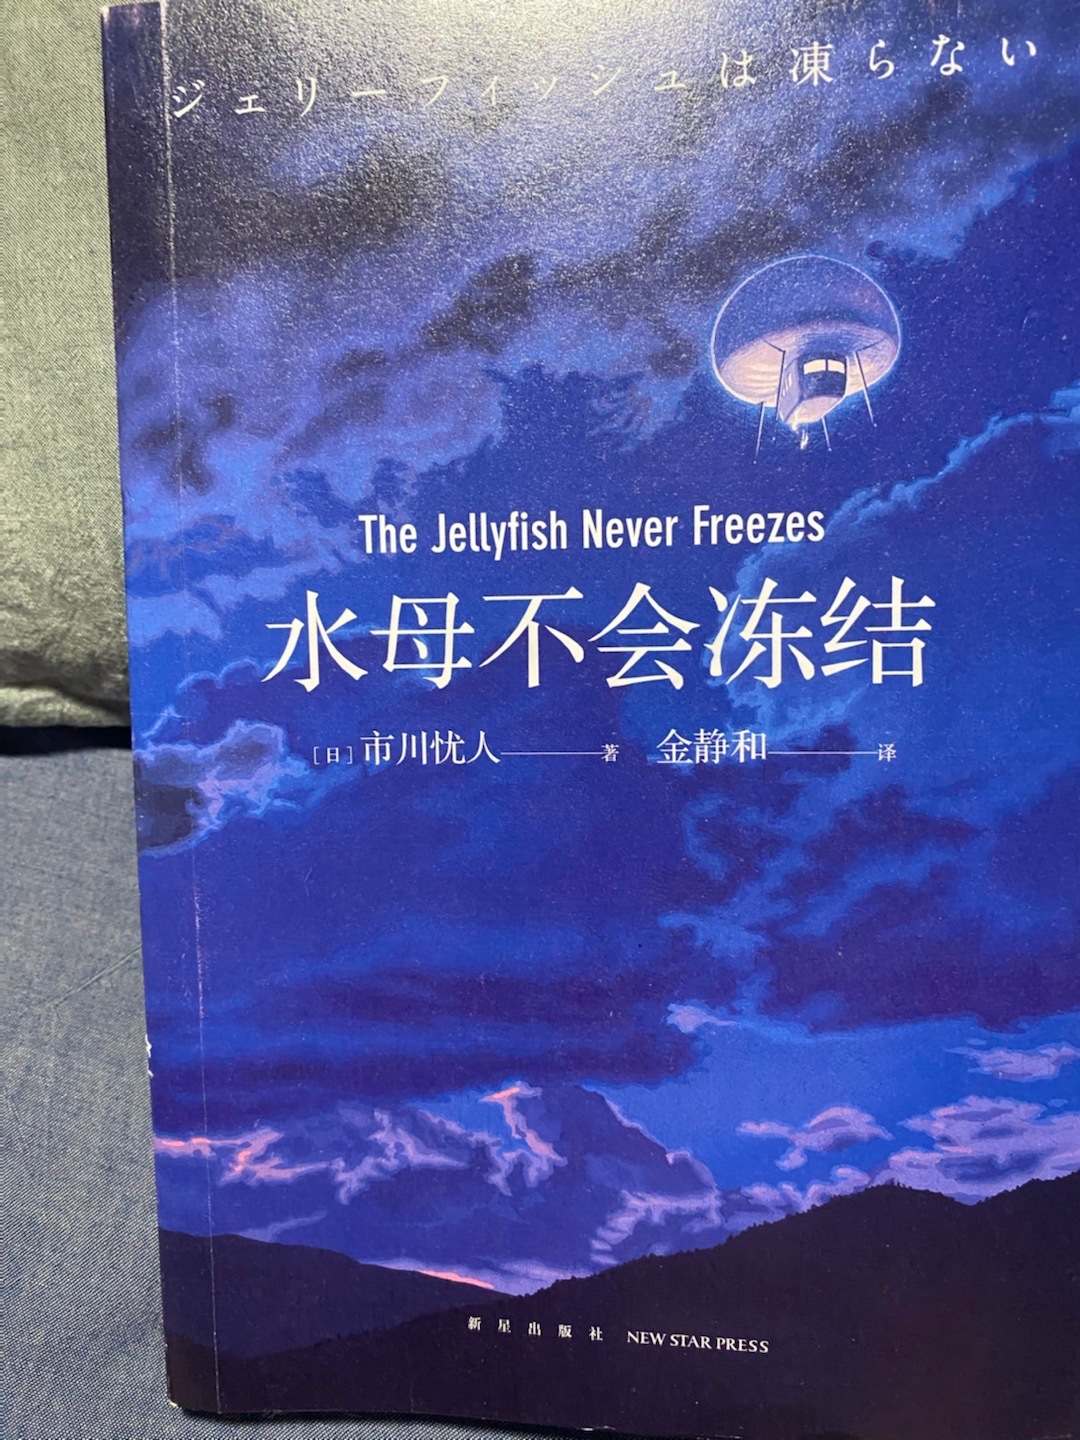 ジェリーフィッシュは凍らない
The Jellyfish Never Freezes
水母不会冻结
[日]市川忧人——著 金静和——译
新星出版社 NEW STAR PRESS